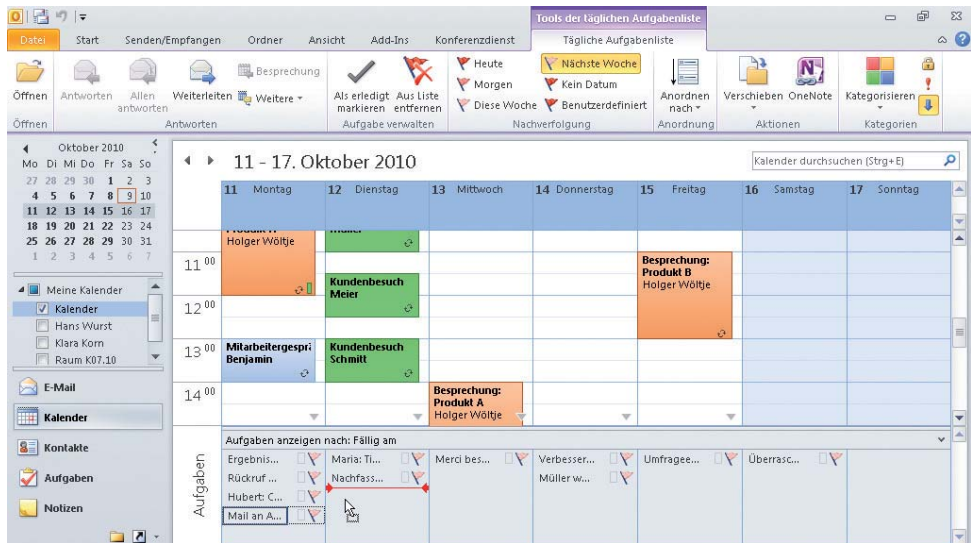 Tools der täglichen Aufgabenliste
Datei Start Senden/Empfangen Ordner Ansicht Add-Ins Konferenzdienst Tägliche Aufgabenliste
Öffnen
Antworten
Allen antworten
Weiterleiten
Besprechung
Weitere
Als erledigt markieren
Aus Liste entfernen
Heute
Morgen
Diese Woche
Nächste Woche
Kein Datum
Benutzerdefiniert
Anordnen nach
Verschieben
OneNote
Kategorisieren
Öffnen Antworten Aufgabe verwalten Nachverfolgung Anordnung Aktionen Kategorien
Oktober 2010
Mo Di Mi Do Fr Sa So
27 28 29 30 1 2 3
4 5 6 7 8 9 10
11 12 13 14 15 16 17
18 19 20 21 22 23 24
25 26 27 28 29 30 31
1 2 3 4 5 6 7
Meine Kalender
Kalender
Hans Wurst
Klara Korn
Raum K07.10
E-Mail
Kalender
Kontakte
Aufgaben
Notizen
11 - 17. Oktober 2010
Kalender durchsuchen (Strg+E)
11 Montag 12 Dienstag 13 Mittwoch 14 Donnerstag 15 Freitag 16 Samstag 17 Sonntag
Holger Wöltje
11 00
Besprechung:
Produkt B
Holger Wöltje
Kundenbesuch
Meier
12 00
13 00
Mitarbeitergesprä
Benjamin
Kundenbesuch
Schmitt
14 00
Besprechung:
Produkt A
Holger Wöltje
Aufgaben
Aufgaben anzeigen nach: Fällig am
Ergebnis... Maria: Ti... Merci bes... Verbesser... Umfragee... Überrasc...
Rückruf ... Nachfass... Müller w...
Hubert: C...
Mail an A...